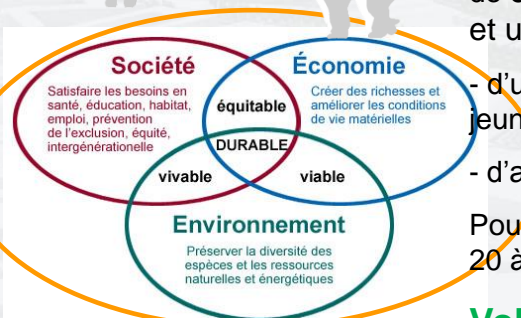 Société
Satisfaire les besoins en
santé, éducation, habitat,
emploi, prévention
de l'exclusion, équité,
intergénérationelle
équitable
Économie
Créer des richesses et
améliorer les conditions
de vie matérielles
DURABLE
vivable
viable
Environnement
Préserver la diversité des
espèces et les ressources
naturelles et énergétiques
et u
- d'u
jeun
- d'a
Pou
20 à